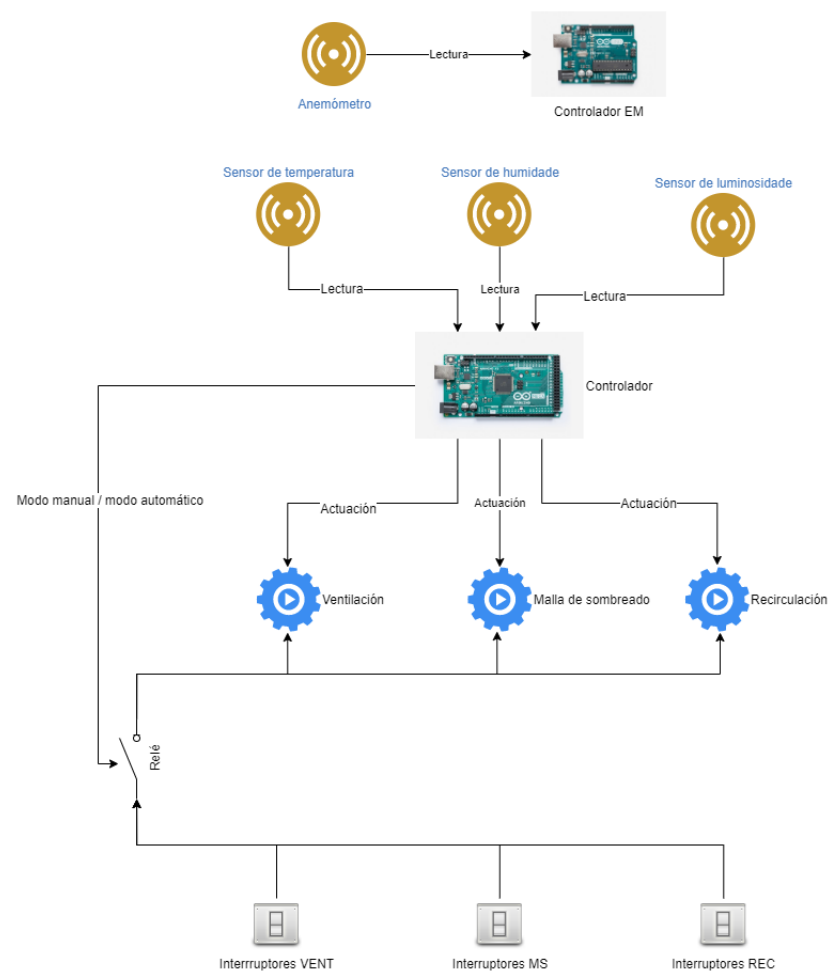 Lectura
Anemómetro
Controlador EM
Sensor de temperatura
Sensor de humidade
Sensor de luminosidade
Lectura
Lectura
Lectura
Controlador
Modo manual / modo automático
Actuación
Actuación
Actuación
Ventilación
Malla de sombreado
Recirculación
Relé
Interrruptores VENT
Interruptores MS
Interruptores REC